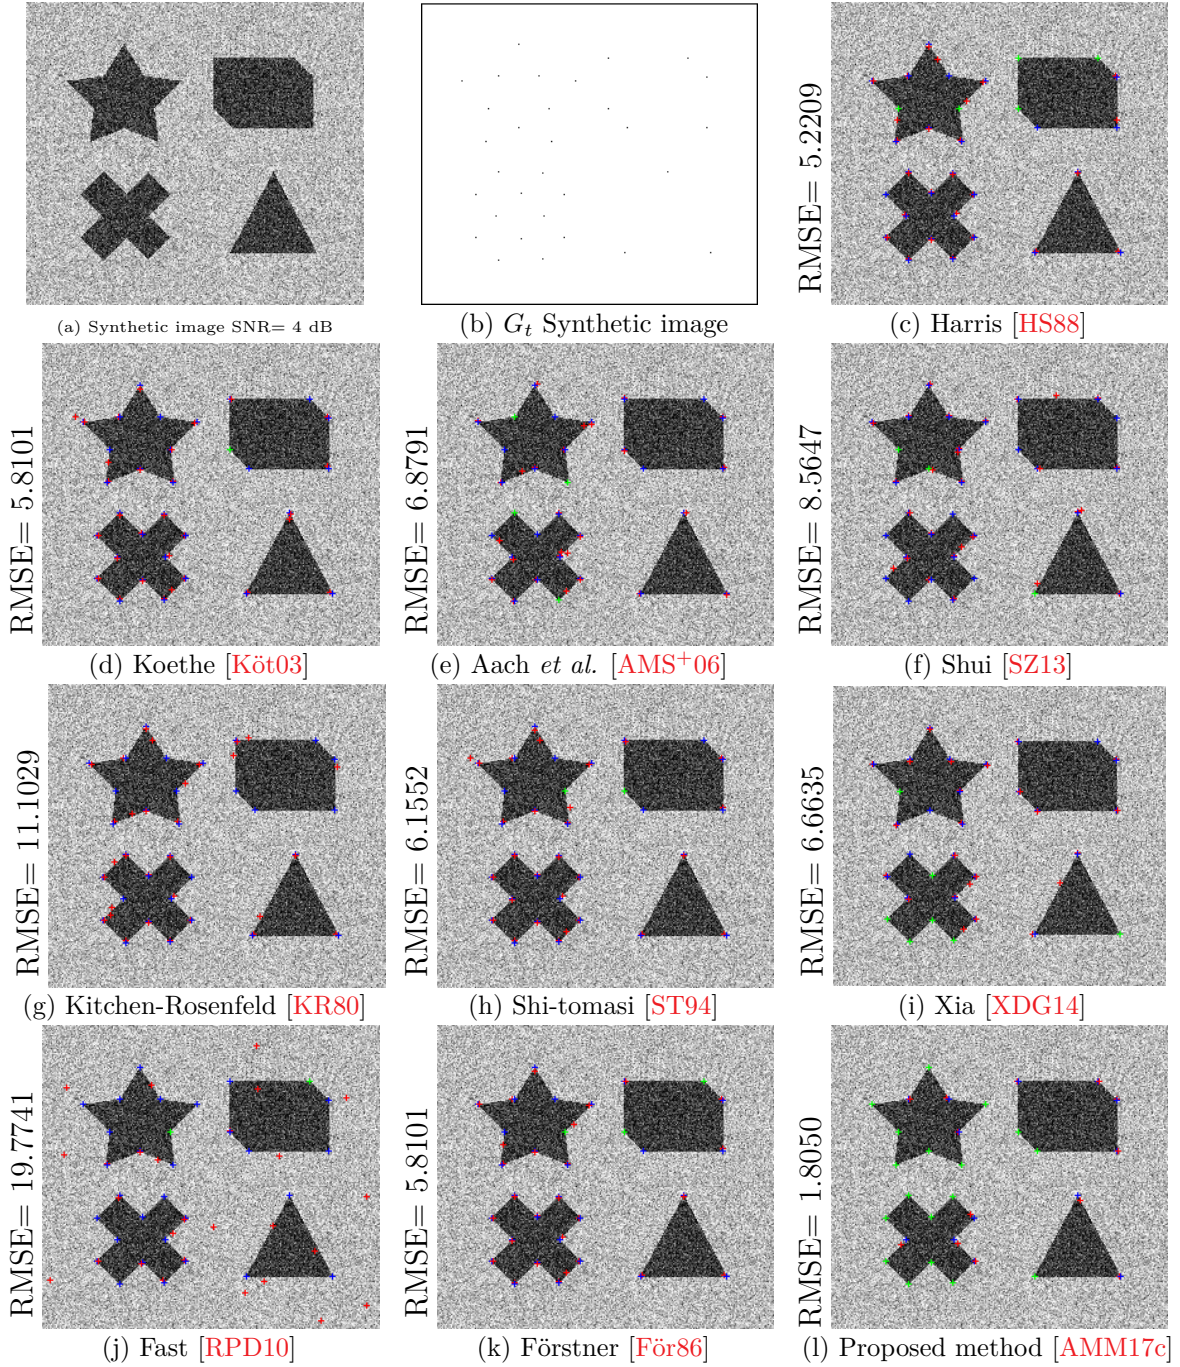 (a) Synthetic image SNR= 4 dB
(b) Gt Synthetic image
RMSE= 5.2209
(c) Harris [HS88]
RMSE= 5.8101
(d) Koethe [Köt03]
RMSE= 6.8791
(e) Aach et al. [AMS+06]
RMSE= 8.5647
(f) Shui [SZ13]
RMSE= 11.1029
(g) Kitchen-Rosenfeld [KR80]
RMSE= 6.1552
(h) Shi-tomasi [ST94]
RMSE= 6.6635
(i) Xia [XDG14]
RMSE= 19.7741
(j) Fast [RPD10]
RMSE= 5.8101
(k) Förstner [För86]
RMSE= 1.8050
(l) Proposed method [AMM17c]